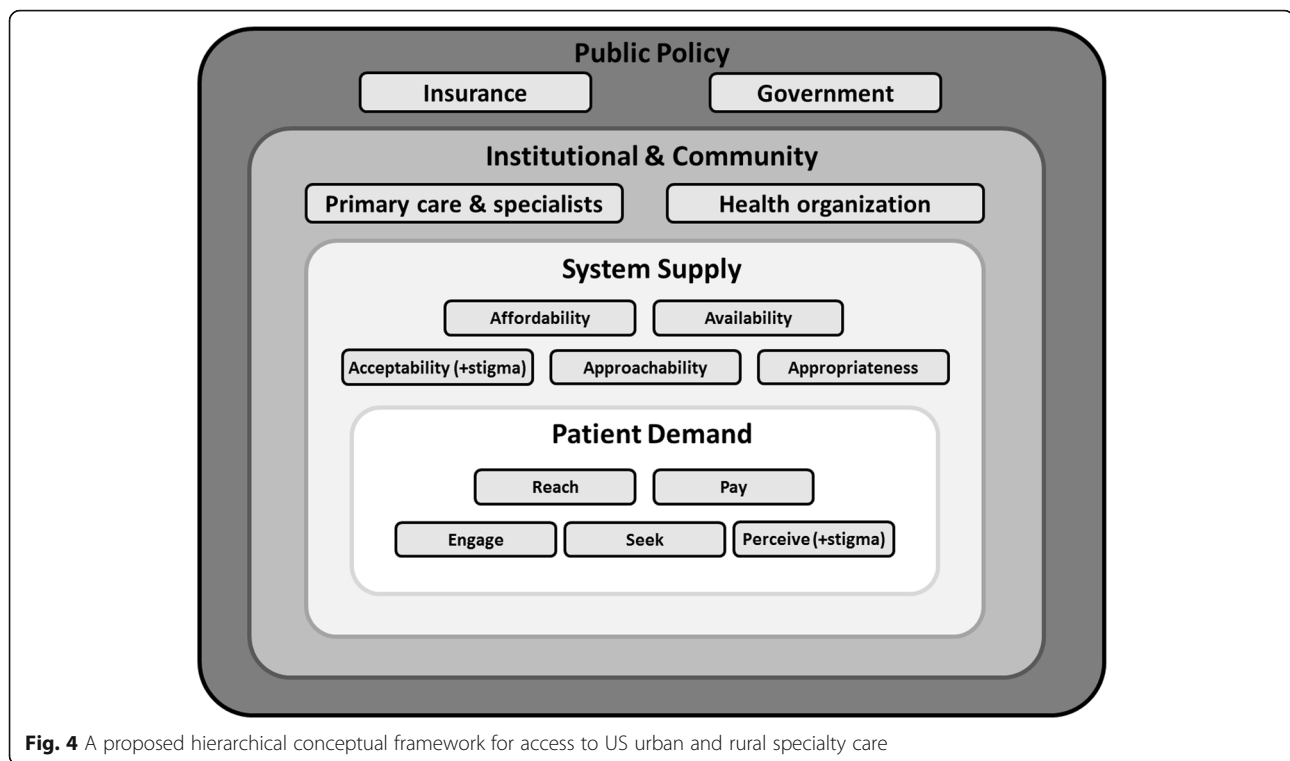 Public Policy
Insurance Government
Institutional & Community
Primary care & specialists Health organization
System Supply
Affordability Availability
Acceptability (+stigma) Approachability Appropriateness
Patient Demand
Reach Pay
Engage Seek Perceive (+stigma)
Fig. 4 A proposed hierarchical conceptual framework for access to US urban and rural specialty care